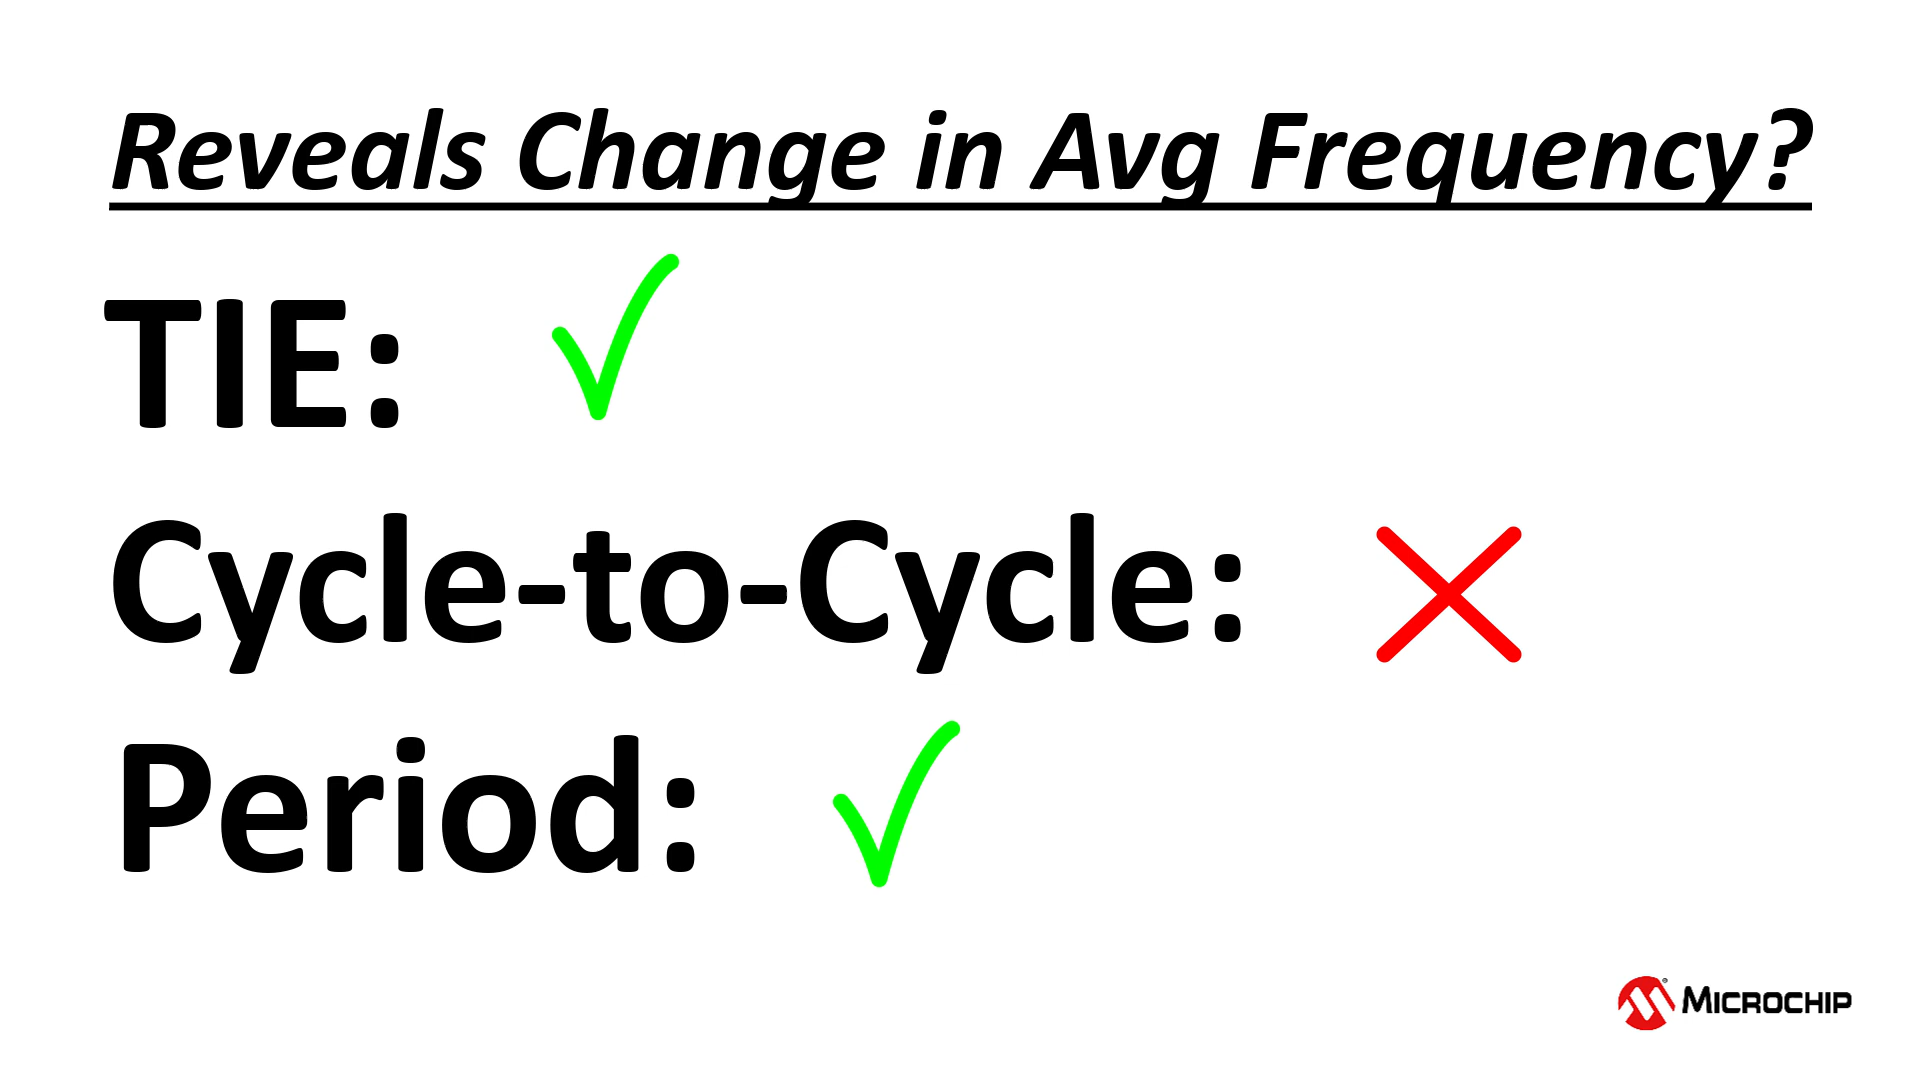 Reveals Change in Avg Frequency?
TIE:
Cycle-to-Cycle:
Period:
MICROCHIP